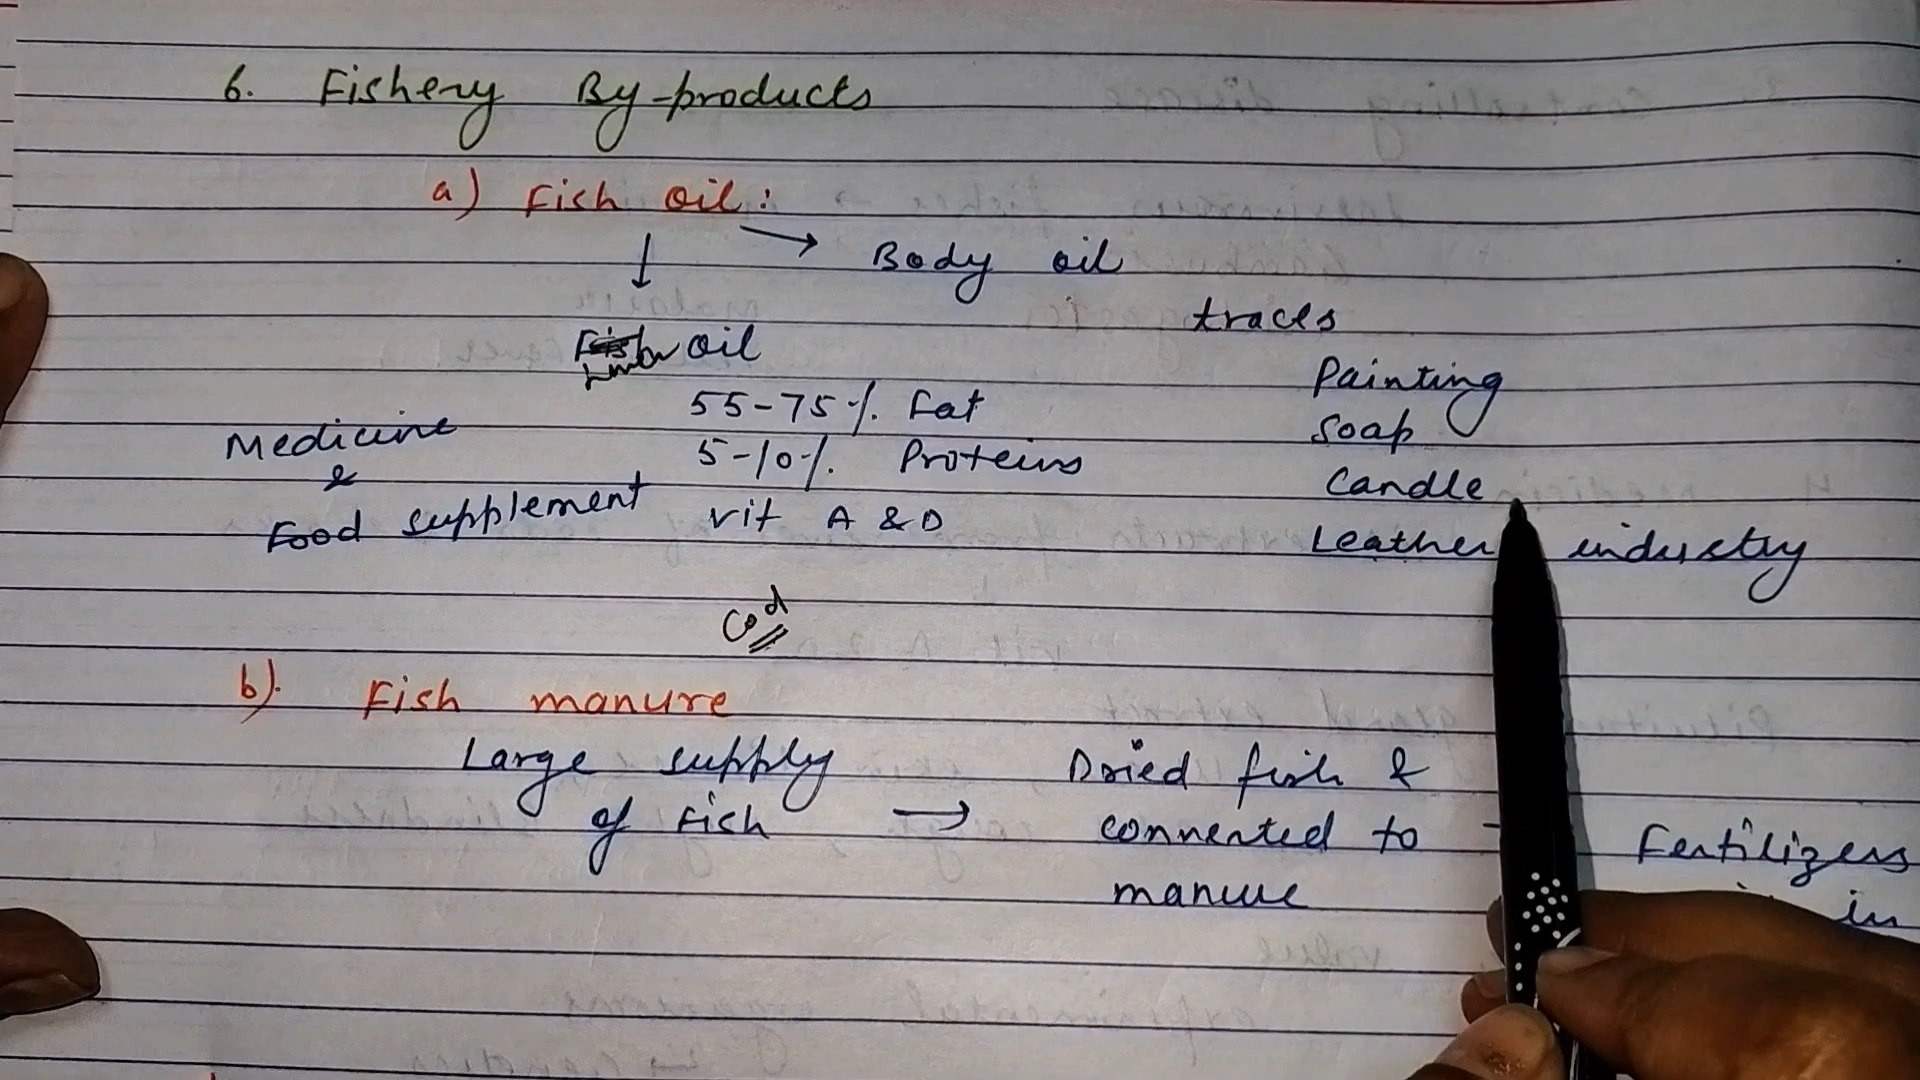 6. Fishery By-products
a) Fish oil:
→ Body oil
↓
oil
55-75% Fat
5-10% Proteins
vit A & D
Medicine
&
Food supplement
traces
Painting
Soap
Candle
Leather industry
Cod
b). Fish manure
Large supply
of Fish → Dried fish &
converted to
manure
Fertilizers
in